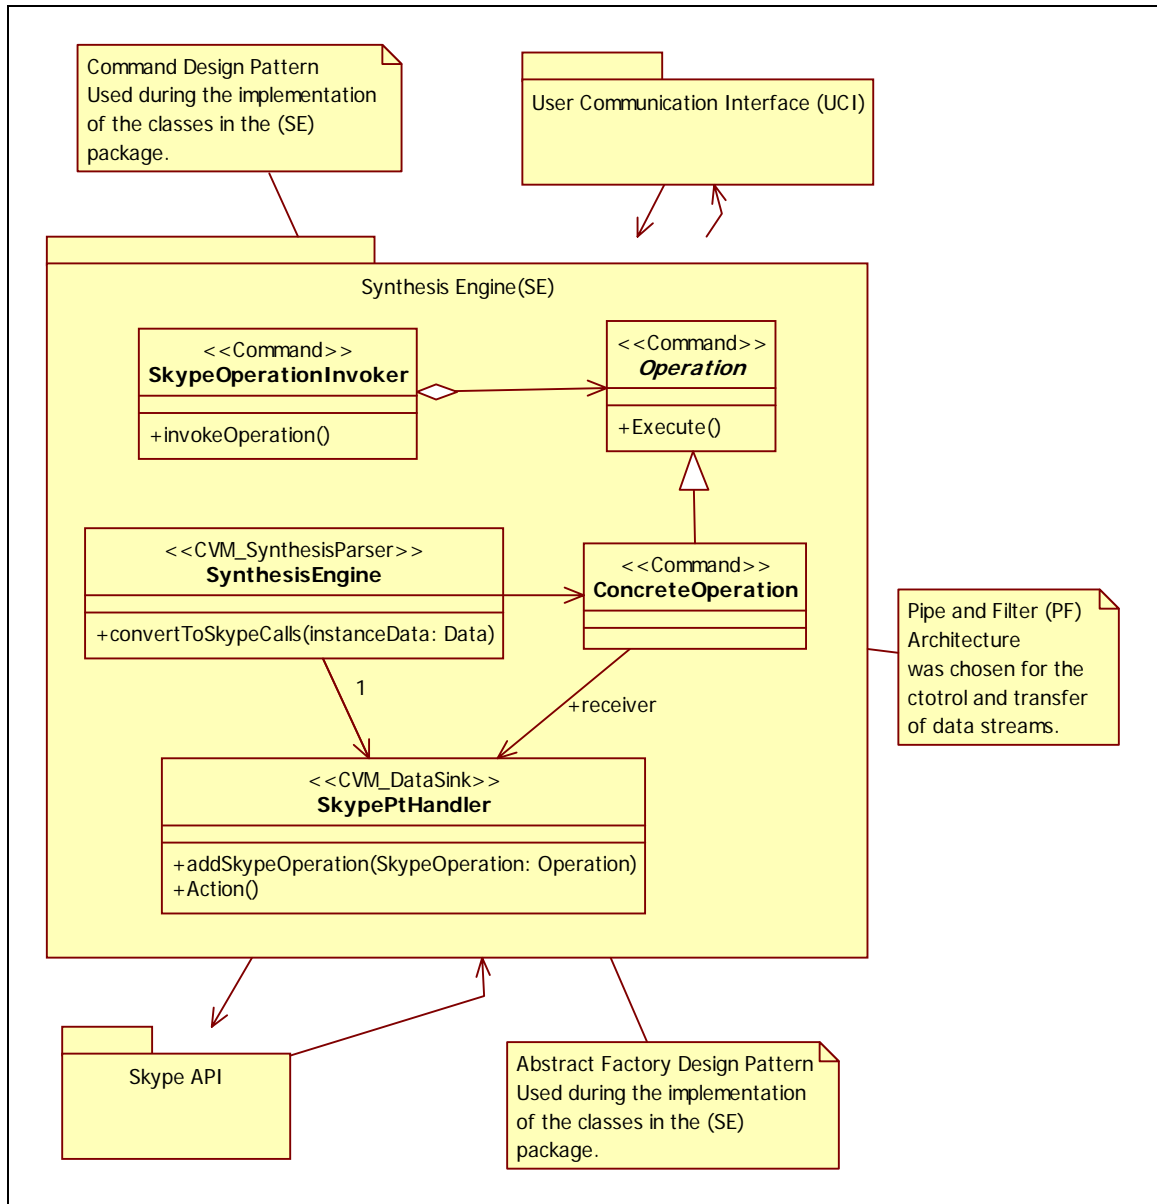 Command Design Pattern
Used during the implementation
of the classes in the (SE)
package.
User Communication Interface (UCI)
Synthesis Engine(SE)
<<Command>>
SkypeOperationInvoker
+invokeOperation()
<<Command>>
Operation
+Execute()
<<CVM_SynthesisParser>>
SynthesisEngine
+convertToSkypeCalls(instanceData: Data)
<<Command>>
ConcreteOperation
Pipe and Filter (PF)
Architecture
was chosen for the
ctotrol and transfer
of data streams.
1
+receiver
<<CVM_DataSink>>
SkypePtHandler
+addSkypeOperation(SkypeOperation: Operation)
+Action()
Skype API
Abstract Factory Design Pattern
Used during the implementation
of the classes in the (SE)
package.